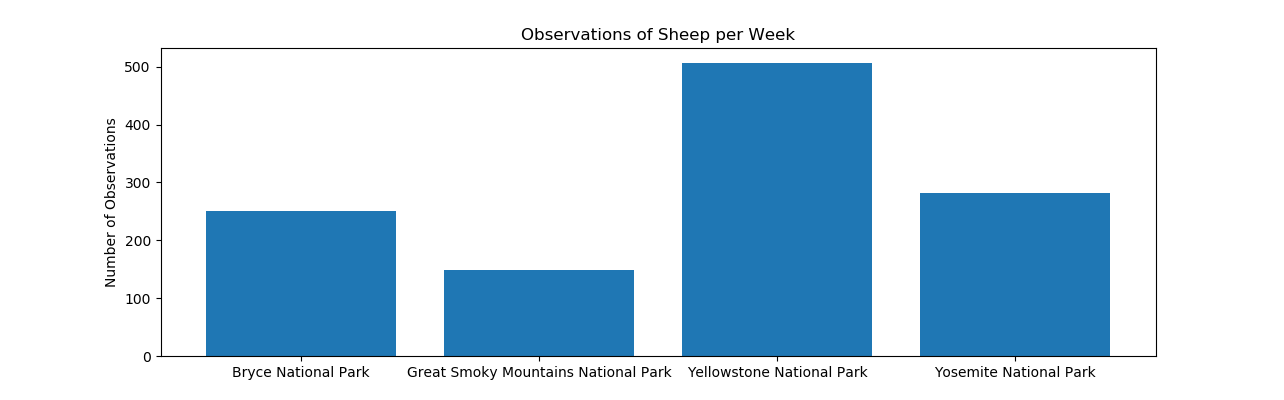 Observations of Sheep per Week
Number of Observations
500
400
300
200
100
0
Bryce National Park
Great Smoky Mountains National Park
Yellowstone National Park
Yosemite National Park